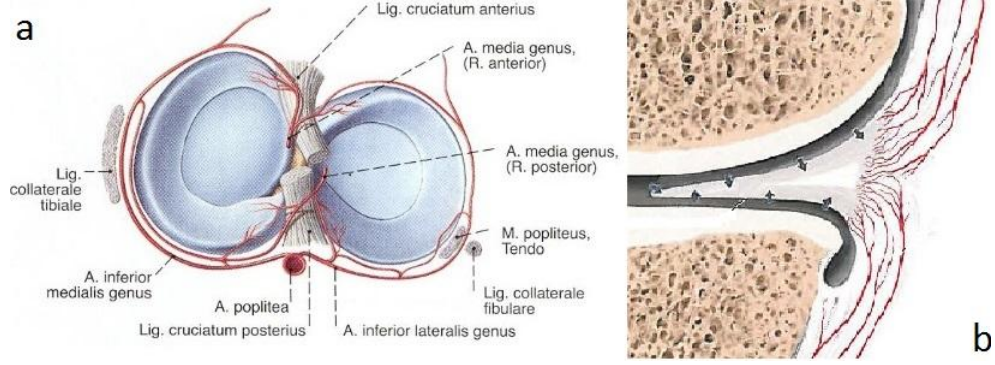 a
Lig. cruciatum anterius
A. media genus,
(R. anterior)
A. media genus,
(R. posterior)
Lig.
collaterale
tibiale
M. popliteus,
Tendo
A. inferior
medialis genus
A. poplitea
Lig. collaterale
fibulare
Lig. cruciatum posterius
A. inferior lateralis genus
b